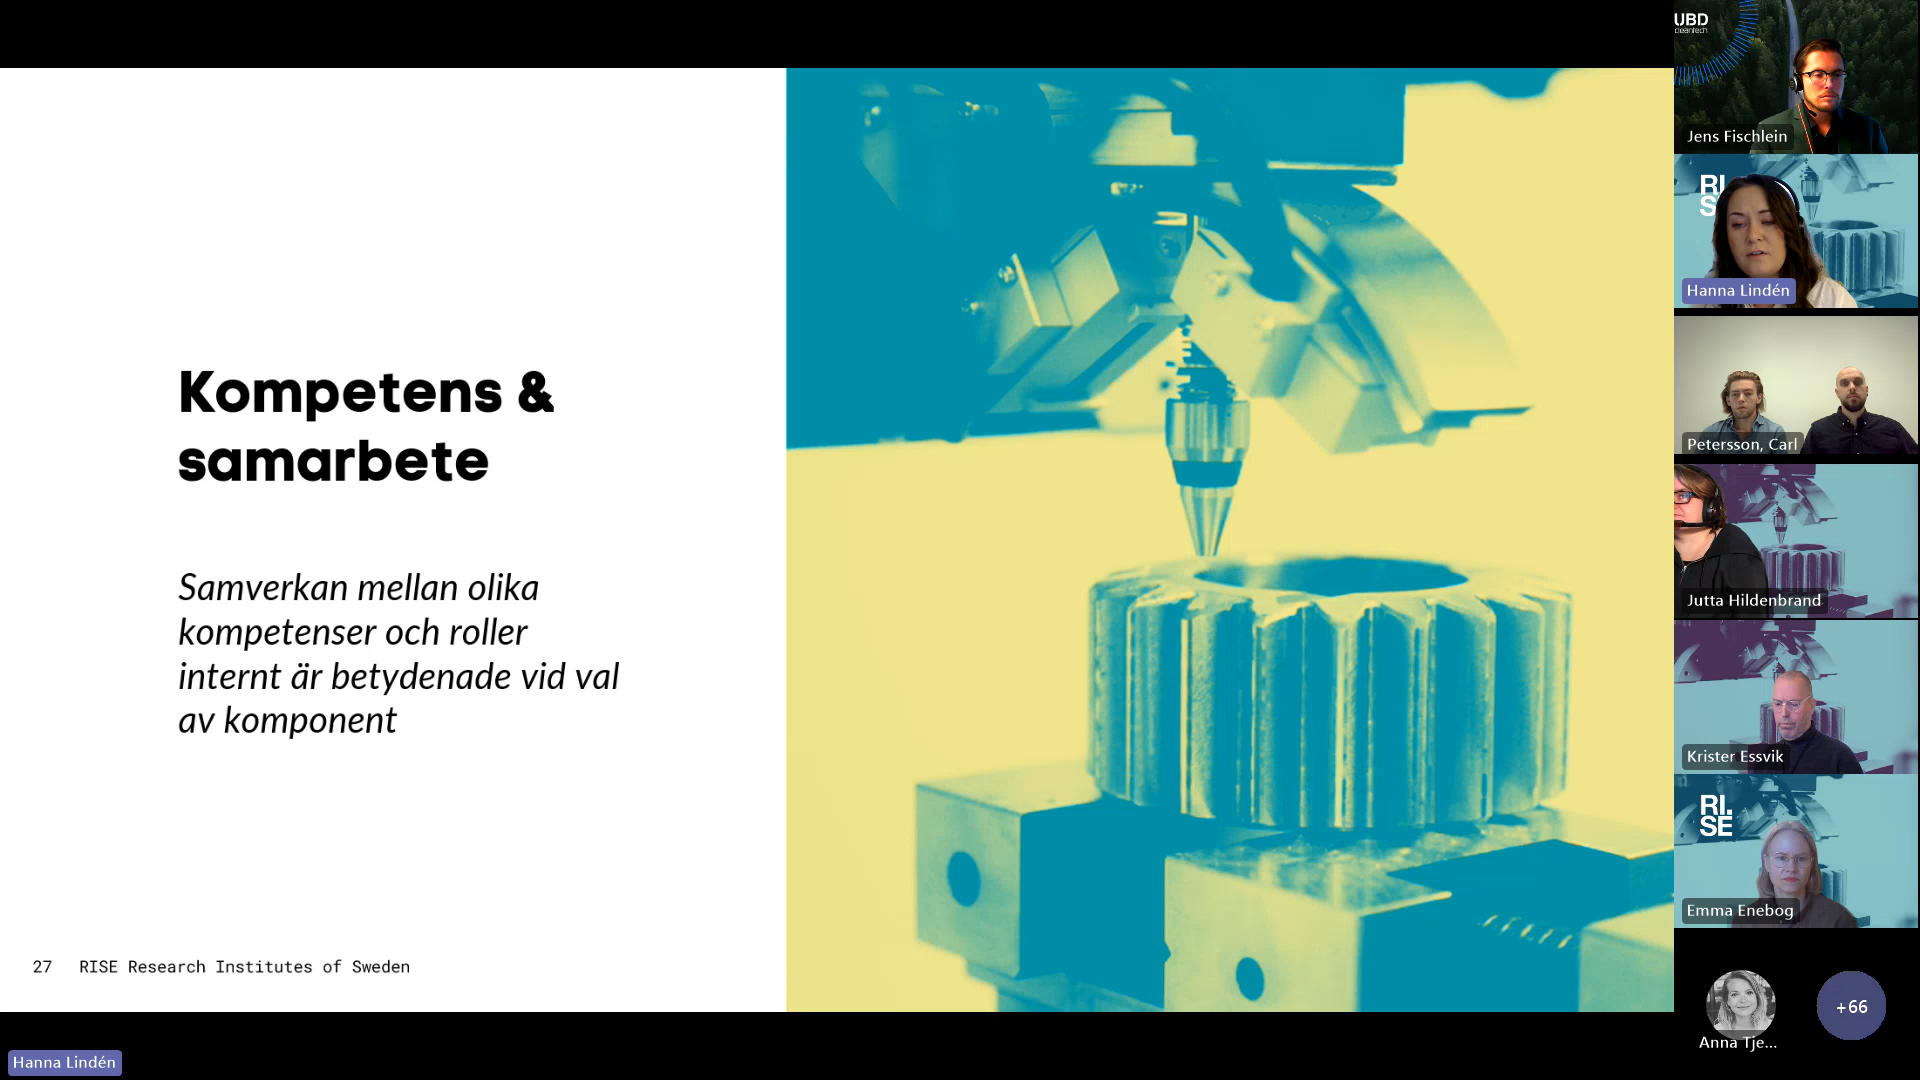 Kompetens &
samarbete
Samverkan mellan olika
kompetenser och roller
internt är betydenade vid val
av komponent
27 RISE Research Institutes of Sweden
Hanna Lindén
UBD
cleantech
Jens Fischlein
RI.
S
Hanna Lindén
Petersson, Carl
Jutta Hildenbrand
Krister Essvik
RI.
SE
Emma Enebog
Anna Tje...
+66